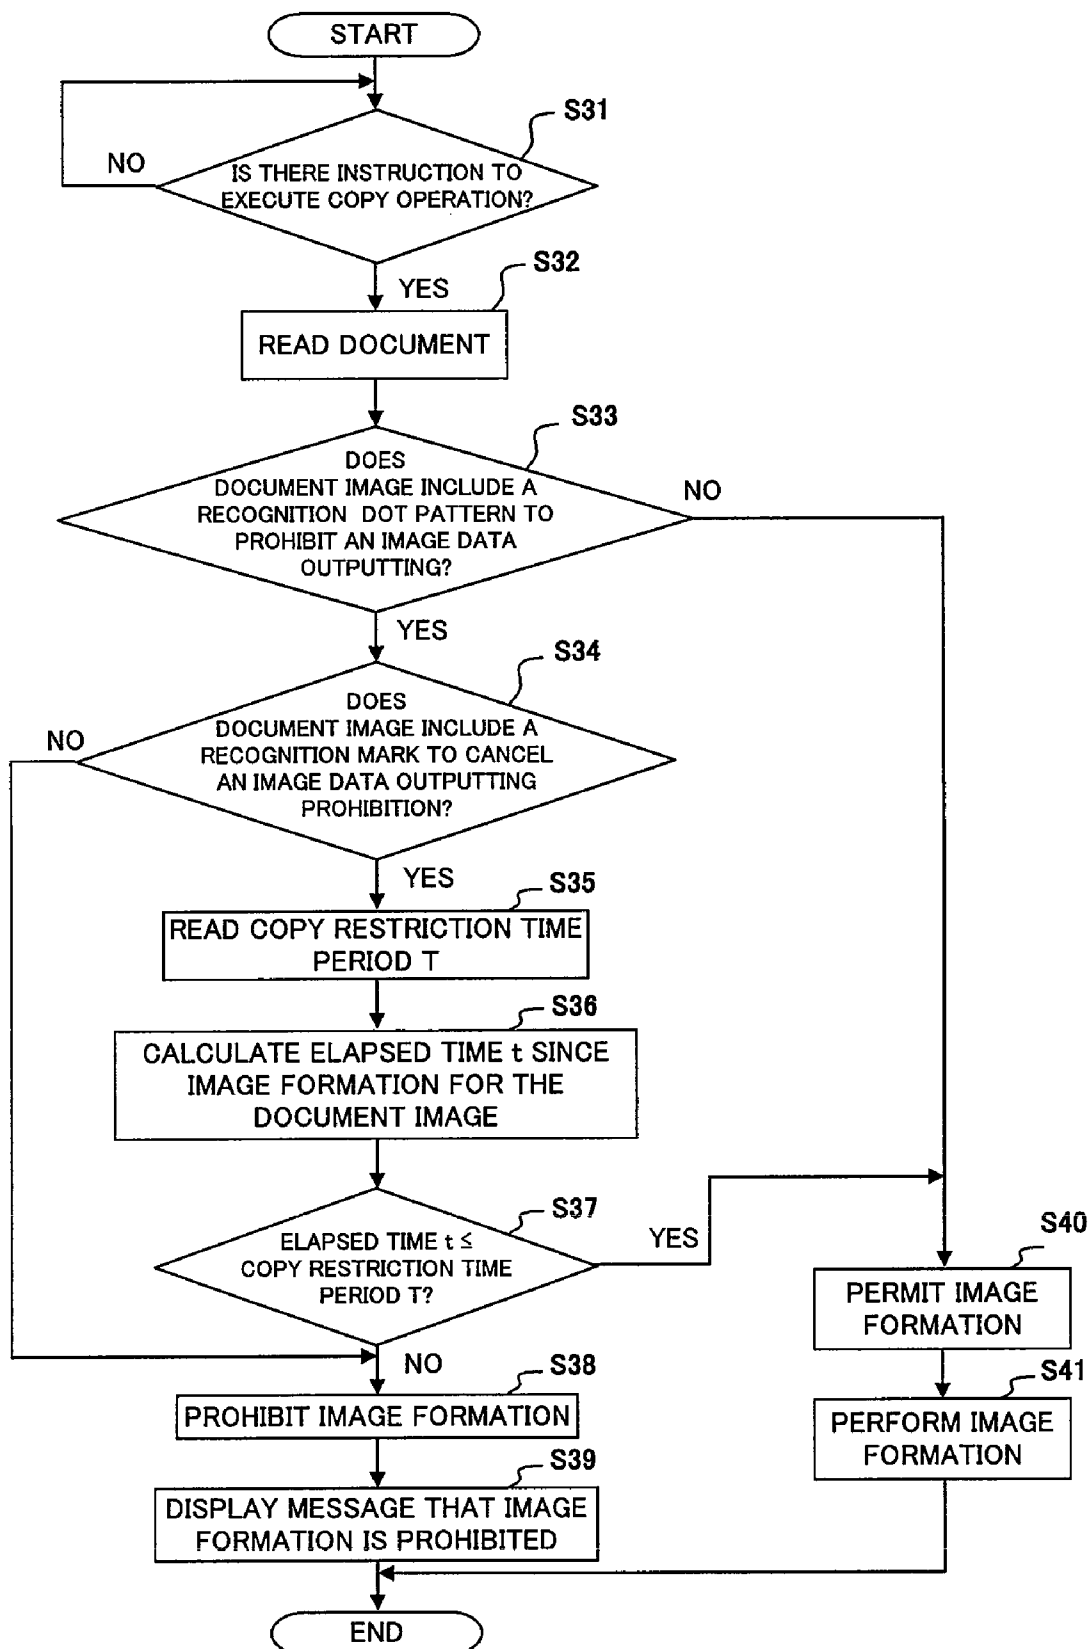 START
S31
NO
IS THERE INSTRUCTION TO
EXECUTE COPY OPERATION?
S32
YES
READ DOCUMENT
S33
DOES
DOCUMENT IMAGE INCLUDE A
RECOGNITION DOT PATTERN TO
PROHIBIT AN IMAGE DATA
OUTPUTTING?
NO
YES
S34
DOES
DOCUMENT IMAGE INCLUDE A
RECOGNITION MARK TO CANCEL
AN IMAGE DATA OUTPUTTING
PROHIBITION?
NO
YES
S35
READ COPY RESTRICTION TIME
PERIOD T
S36
CALCULATE ELAPSED TIME t SINCE
IMAGE FORMATION FOR THE
DOCUMENT IMAGE
S37
ELAPSED TIME t ≤
COPY RESTRICTION TIME
PERIOD T?
YES
S40
PERMIT IMAGE
FORMATION
NO
S38
PROHIBIT IMAGE FORMATION
S41
PERFORM IMAGE
FORMATION
S39
DISPLAY MESSAGE THAT IMAGE
FORMATION IS PROHIBITED
END